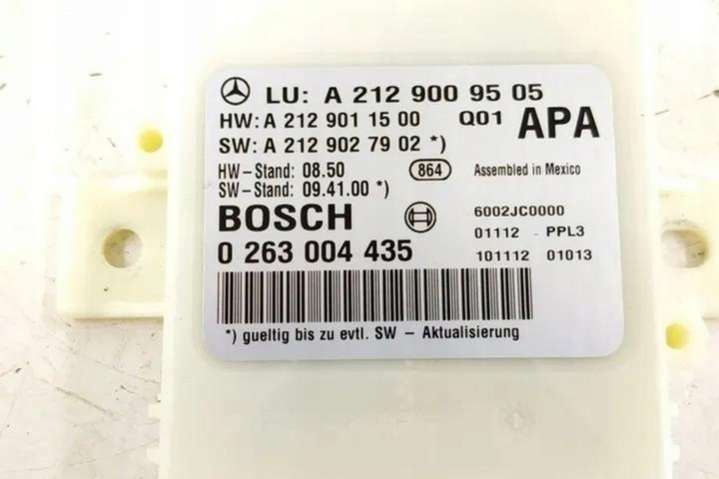 LU: A 212 900 95 05
HW: A 212 901 15 00 Q01 APA
SW: A 212 902 79 02 *)
HW-Stand: 08.50 864 Assembled in Mexico
SW-Stand: 09.41.00 *)
BOSCH 6002JC0000
0 263 004 435 01112 - PPL3
101112 01013
*) gueltig bis zu evtl. SW - Aktualisierung